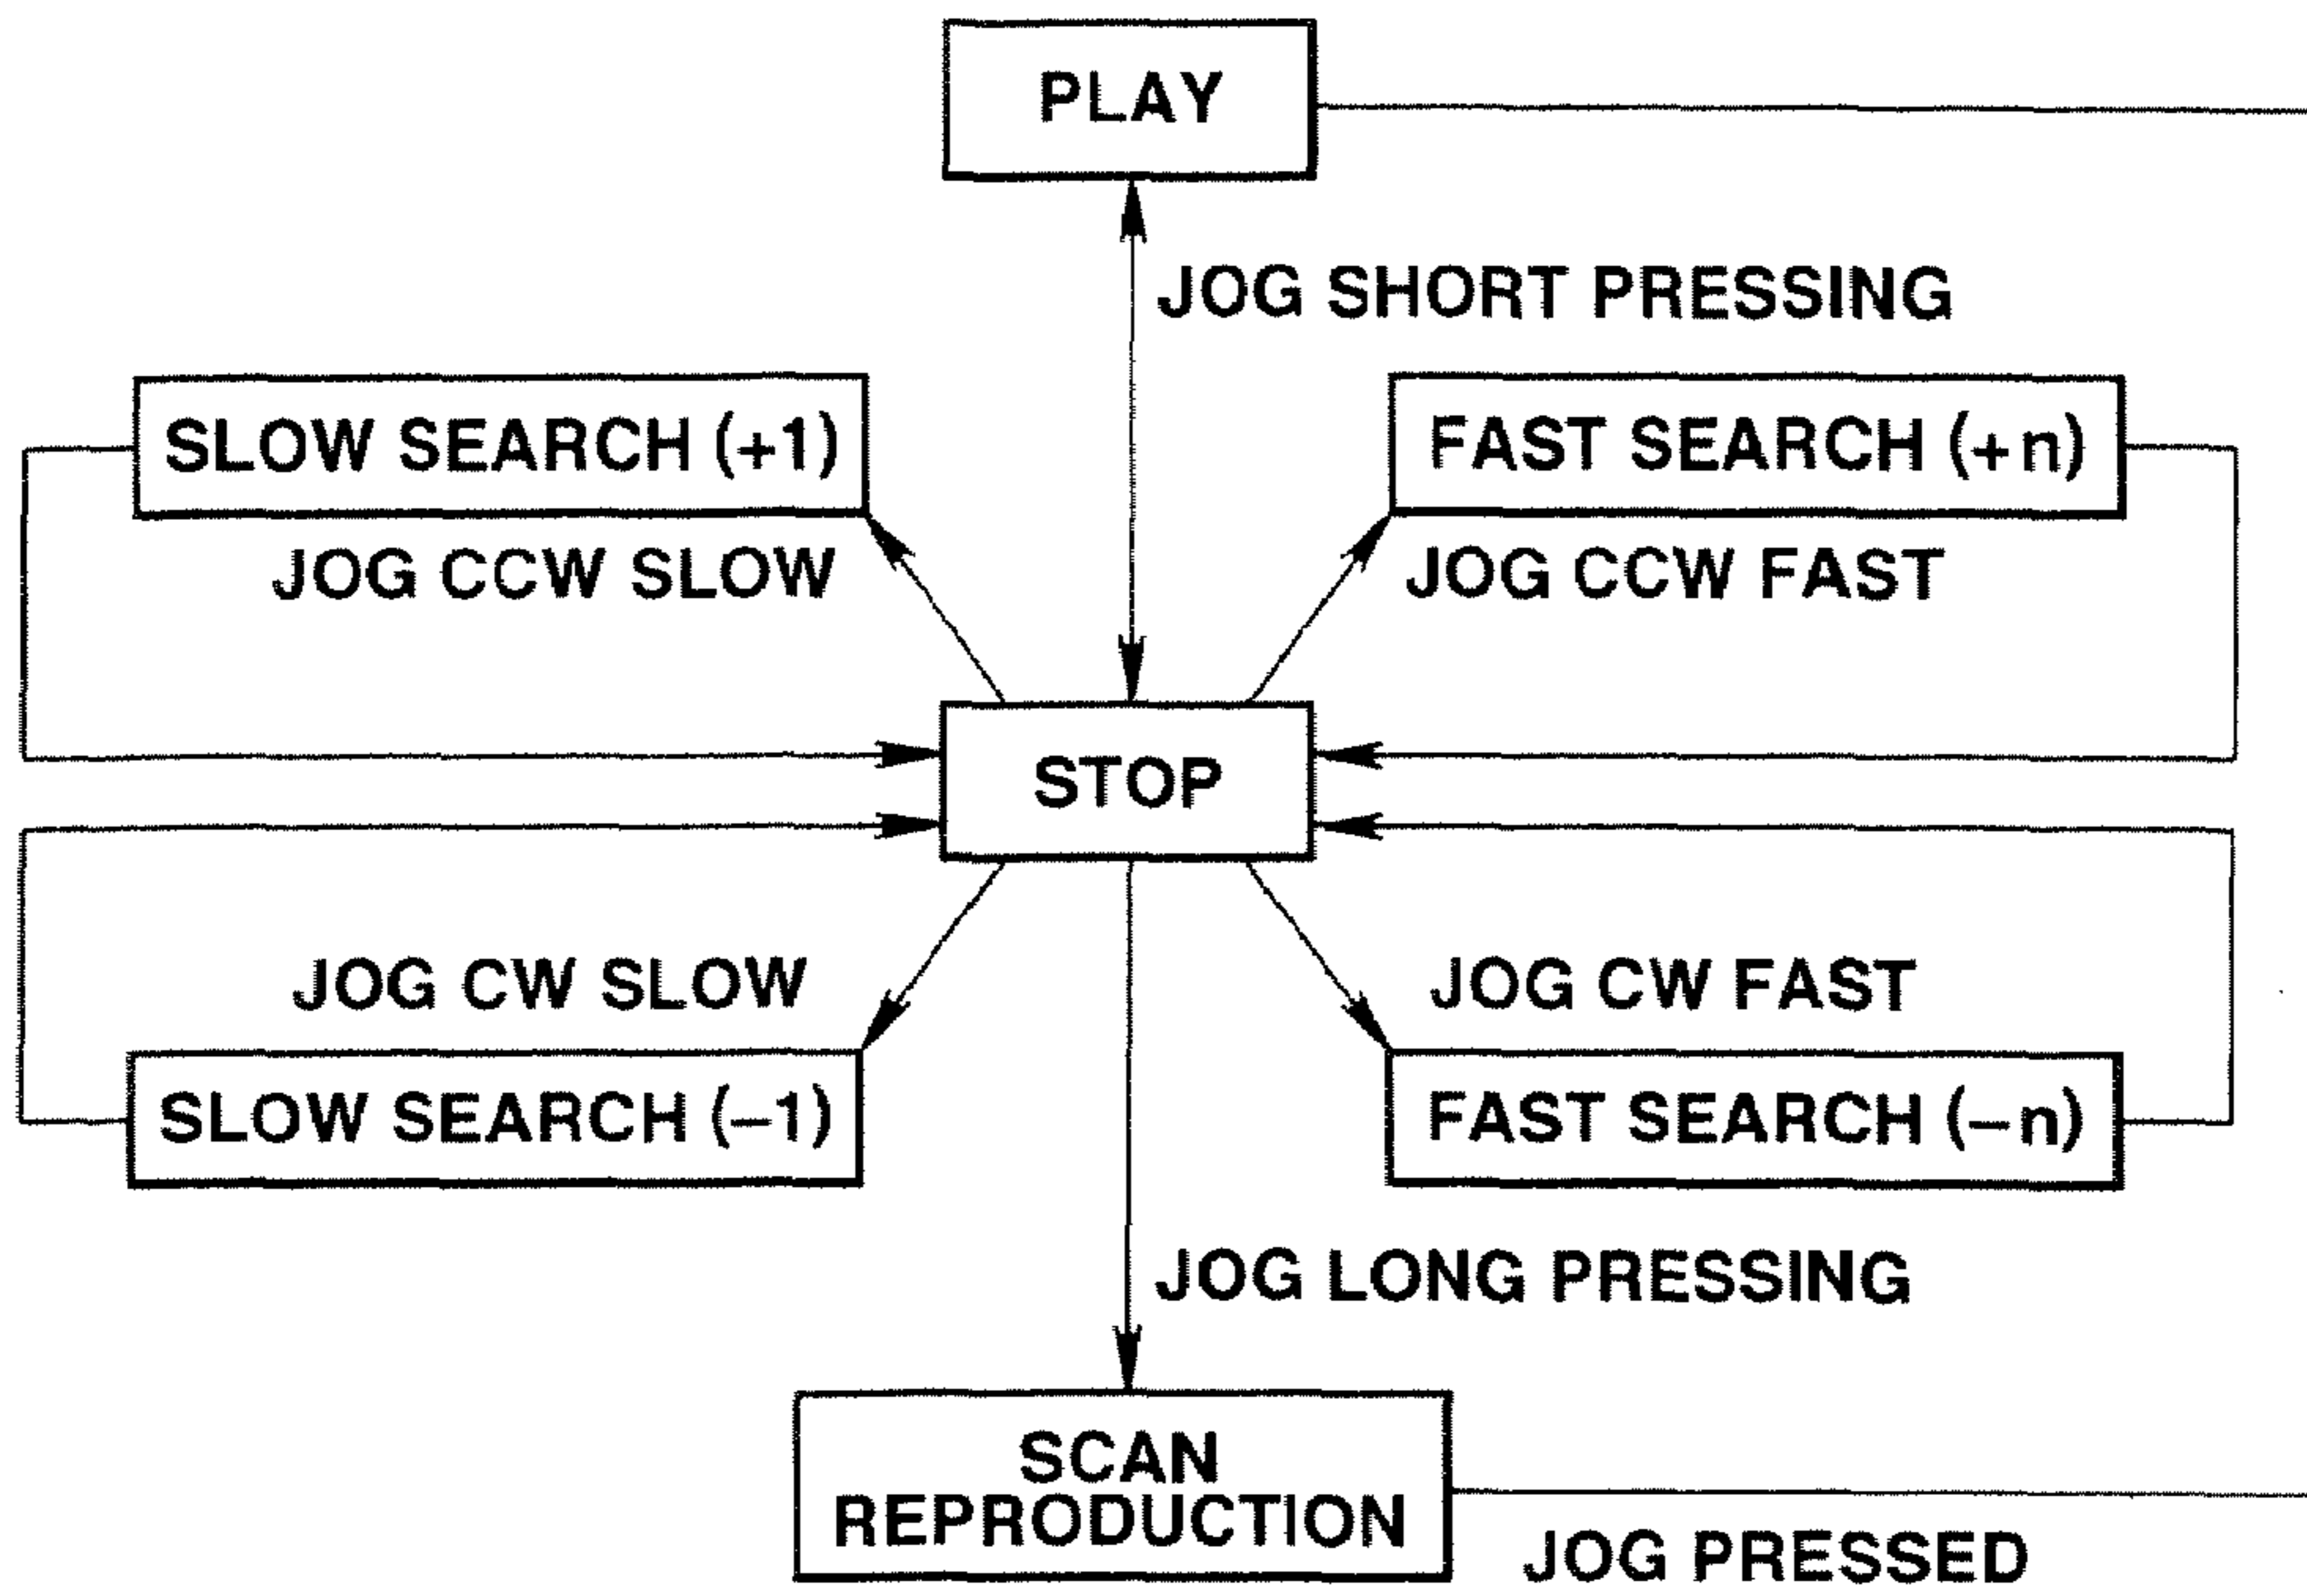 PLAY
JOG SHORT PRESSING
SLOW SEARCH (+1)
FAST SEARCH (+n)
JOG CCW SLOW
JOG CCW FAST
STOP
JOG CW SLOW
JOG CW FAST
SLOW SEARCH (–1)
FAST SEARCH (–n)
JOG LONG PRESSING
SCAN
REPRODUCTION
JOG PRESSED